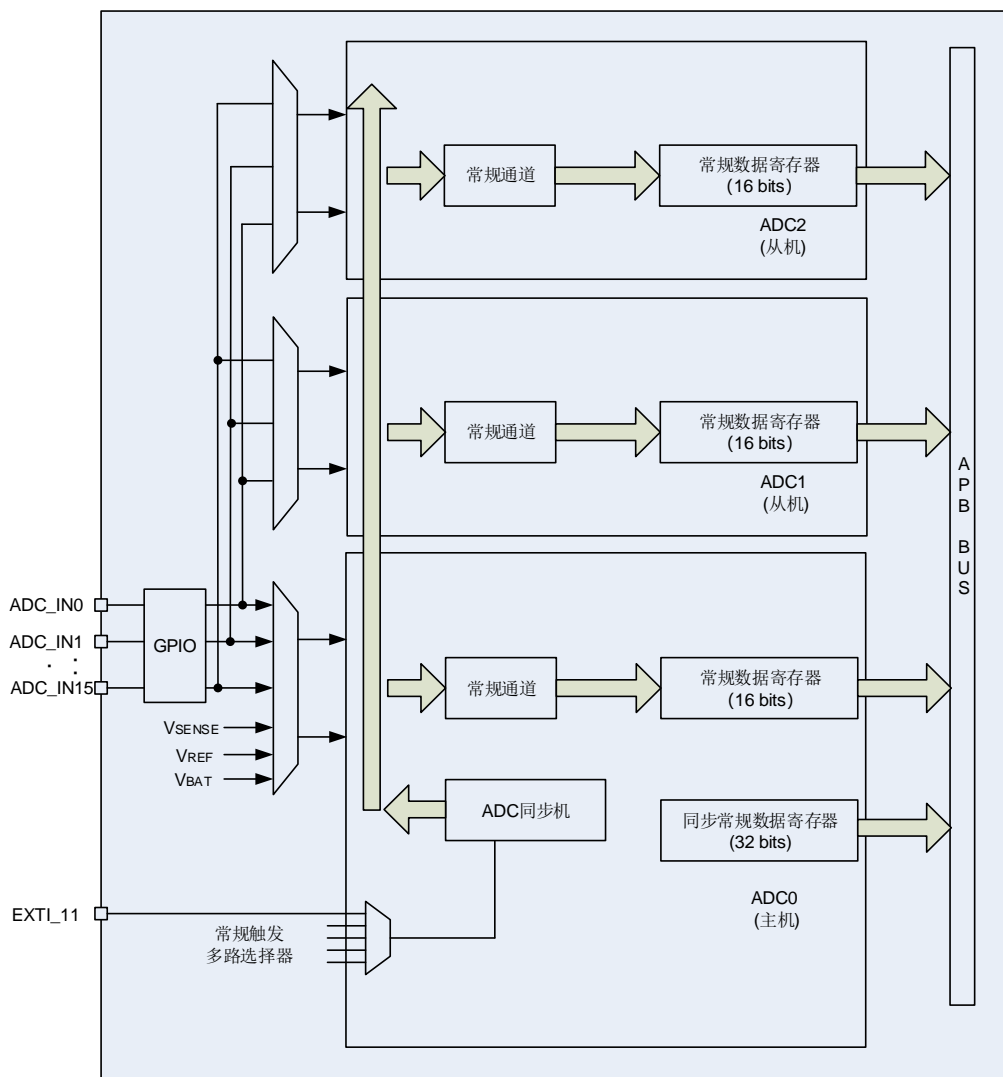 常规通道
常规数据寄存器
(16 bits)
ADC2
(从机)
常规通道
常规数据寄存器
(16 bits)
ADC1
(从机)
APB BUS
ADC_IN0
ADC_IN1
ADC_IN15
GPIO
VSENSE
VREF
VBAT
常规通道
常规数据寄存器
(16 bits)
ADC同步机
同步常规数据寄存器
(32 bits)
ADC0
(主机)
EXTI_11
常规触发
多路选择器